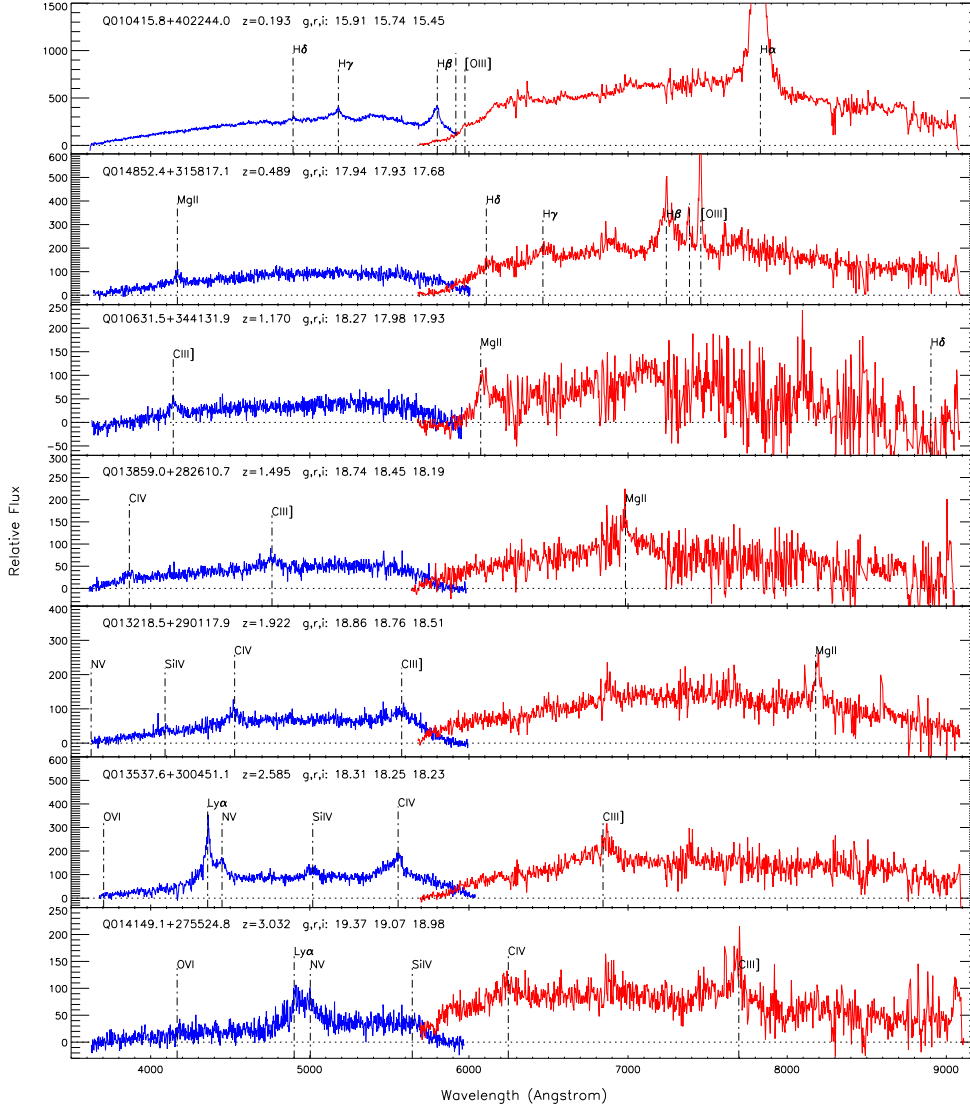 Q010415.8+402244.0 z=0.193 g,r,i: 15.91 15.74 15.45
1500
1000
500
0
Hδ
Hγ
Hβ
[OIII]
Hα
Q014852.4+315817.1 z=0.489 g,r,i: 17.94 17.93 17.68
600
500
400
300
200
100
0
MgII
Hδ
Hγ
Hβ
[OIII]
Q010631.5+344131.9 z=1.170 g,r,i: 18.27 17.98 17.93
250
200
150
100
50
0
−50
CIII]
MgII
Hδ
Q013859.0+282610.7 z=1.495 g,r,i: 18.74 18.45 18.19
300
250
200
150
100
50
0
CIV
CIII]
MgII
Q013218.5+290117.9 z=1.922 g,r,i: 18.86 18.76 18.51
400
300
200
100
0
NV
SiIV
CIV
CIII]
MgII
Q013537.6+300451.1 z=2.585 g,r,i: 18.31 18.25 18.23
600
500
400
300
200
100
0
OVI
Lyα
NV
SiIV
CIV
CIII]
Q014149.1+275524.8 z=3.032 g,r,i: 19.37 19.07 18.98
250
200
150
100
50
0
OVI
Lyα
NV
SiIV
CIV
CIII]
4000 5000 6000 7000 8000 9000
Wavelength (Angstrom)
Relative Flux